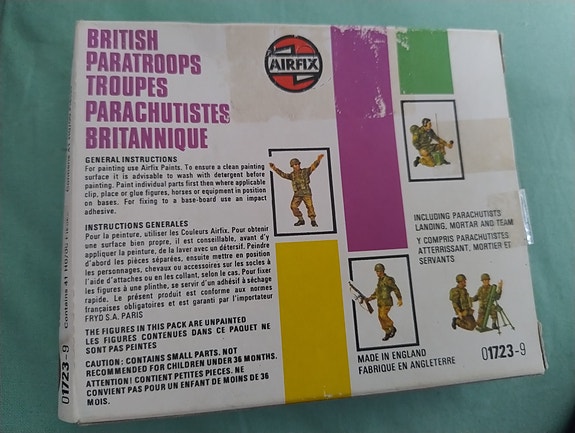 BRITISH
PARATROOPS
TROUPES
PARACHUTISTES
BRITANNIQUE
AIRFIX
GENERAL INSTRUCTIONS
For painting use Airfix Paints. To ensure a clean painting
surface it is advisable to wash with detergent before
painting. Paint individual parts first then where applicable
clip, place or glue figures, horses or equipment in position
on bases. For fixing to a base-board use an impact
adhesive.
INSTRUCTIONS GENERALES
Pour la peinture, utiliser les Couleurs Airfix. Pour obtenir
une surface bien propre, il est conseillable, avant d'y
appliquer la peinture, de la laver avec un détersif. Peindre
d'abord les pièces séparées, ensuite mettre en position
les personnages, chevaux ou accessoires sur les socles à
l'aide d'attaches ou en les collant, selon le cas. Pour fixer
les figures à une plinthe, se servir d'un adhésif à séchage
rapide. Le présent produit est conforme aux normes
françaises obligatoires et est garanti par l'importateur
FRYD S.A. PARIS
THE FIGURES IN THIS PACK ARE UNPAINTED
LES FIGURES CONTENUES DANS CE PAQUET NE
SONT PAS PEINTES
CAUTION: CONTAINS SMALL PARTS. NOT
RECOMMENDED FOR CHILDREN UNDER 36 MONTHS.
ATTENTION! CONTIENT PETITES PIECES. NE
CONVIENT PAS POUR UN ENFANT DE MOINS DE 36
MOIS.
INCLUDING PARACHUTISTS
LANDING, MORTAR AND TEAM
Y COMPRIS PARACHUTISTES
ATTERRISSANT, MORTIER ET
SERVANTS
MADE IN ENGLAND
FABRIQUE EN ANGLETERRE
01723-9
01723-9 Contains 41 HO/OO